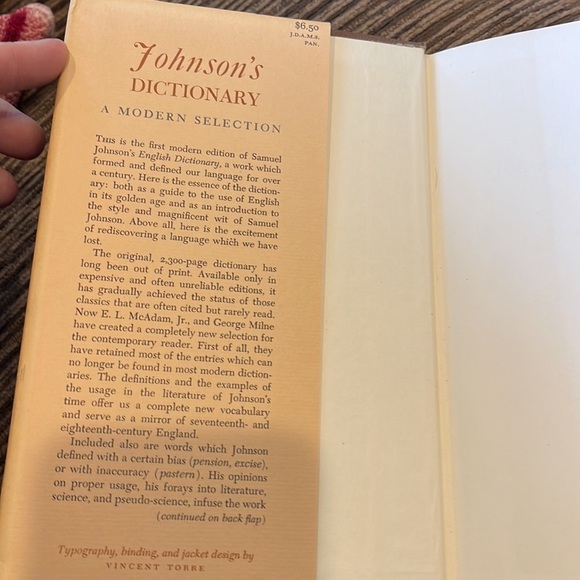 $6.50
J.D.A.M.&
PAN.
Johnson's
DICTIONARY
A MODERN SELECTION
This is the first modern edition of Samuel
Johnson's English Dictionary, a work which
formed and defined our language for over
a century. Here is the essence of the diction-
ary: both as a guide to the use of English
in its golden age and as an introduction to
the style and magnificent wit of Samuel
Johnson. Above all, here is the excitement
of rediscovering a language which we have
lost.
The original, 2,300-page dictionary has
long been out of print. Available only in
expensive and often unreliable editions, it
has gradually achieved the status of those
classics that are often cited but rarely read.
Now E. L. McAdam, Jr., and George Milne
have created a completely new selection for
the contemporary reader. First of all, they
have retained most of the entries which can
no longer be found in most modern diction-
aries. The definitions and the examples of
the usage in the literature of Johnson's
time offer us a complete new vocabulary
and serve as a mirror of seventeenth- and
eighteenth-century England.
Included also are words which Johnson
defined with a certain bias (pension, excise),
or with inaccuracy (pastern). His opinions
on proper usage, his forays into literature,
science, and pseudo-science, infuse the work
(continued on back flap)
Typography, binding, and jacket design by
VINCENT TORRE